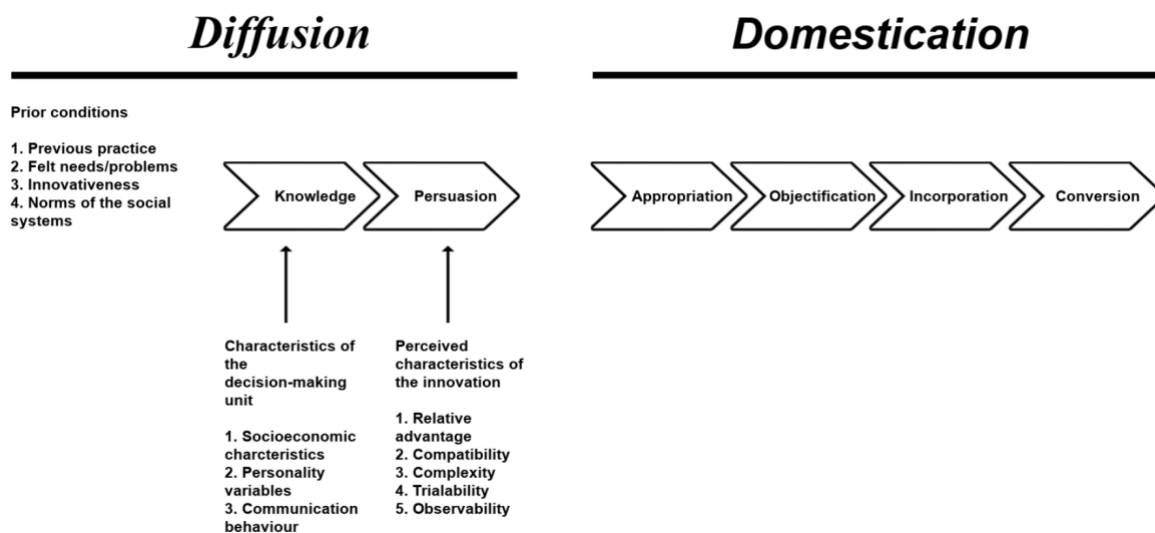 Diffusion
Domestication
Prior conditions
1. Previous practice
2. Felt needs/problems
3. Innovativeness
4. Norms of the social
systems
Knowledge
Persuasion
Appropriation
Objectification
Incorporation
Conversion
Characteristics of
the
decision-making
unit
1. Socioeconomic
charcteristics
2. Personality
variables
3. Communication
behaviour
Perceived
characteristics of
the innovation
1. Relative
advantage
2. Compatibility
3. Complexity
4. Trialability
5. Observability